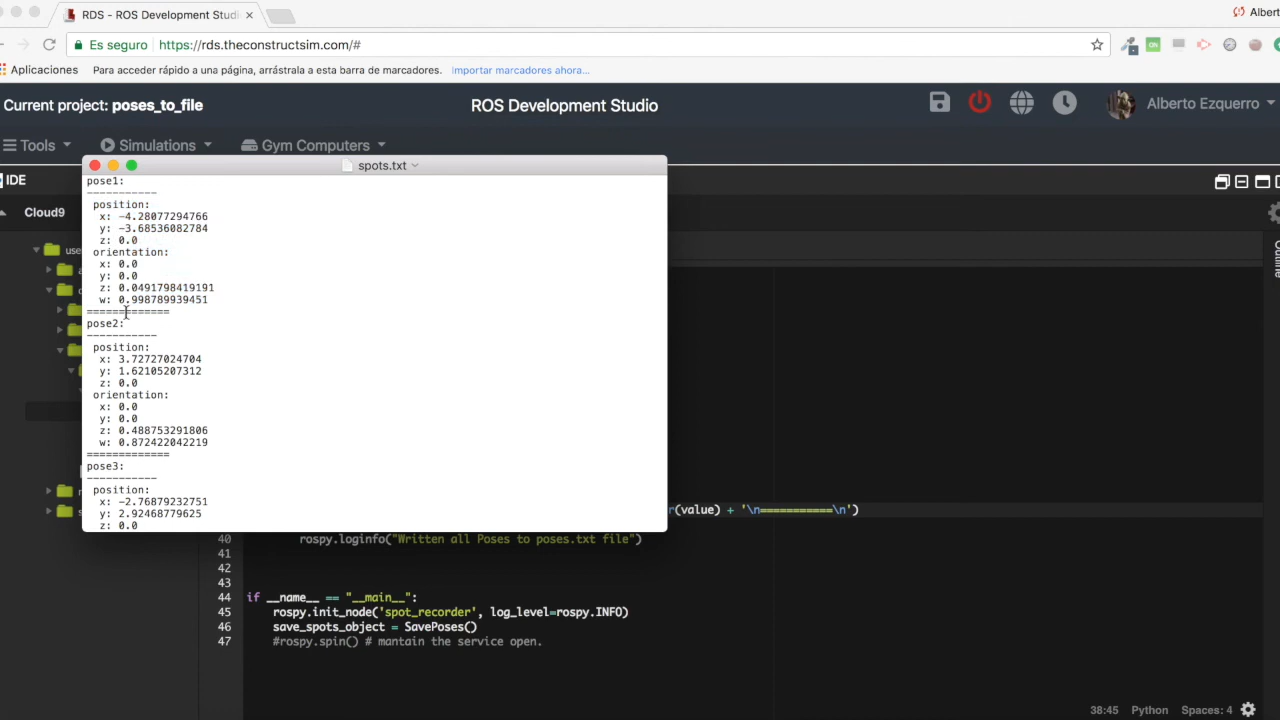 RDS - ROS Development Studi
Albert
Es seguro https://rds.theconstructsim.com/#
Aplicaciones Para acceder rápido a una página, arrástrala a esta barra de marcadores. Importar marcadores ahora...
Current project: poses_to_file
ROS Development Studio
Alberto Ezquerro
Tools
Simulations
Gym Computers
spots.txt
IDE
Cloud9
use
Outline
pose1:
-----------
position:
x: -4.28077294766
y: -3.68536082784
z: 0.0
orientation:
x: 0.0
y: 0.0
z: 0.0491798419191
w: 0.998789939451
=============
pose2:
-----------
position:
x: 3.72727024704
y: 1.62105207312
z: 0.0
orientation:
x: 0.0
y: 0.0
z: 0.488753291806
w: 0.872422042219
=============
pose3:
-----------
position:
x: -2.76879232751
y: 2.92468779625
z: 0.0
r(value) + '\n===========\n')
40 rospy.loginfo("Written all Poses to poses.txt file")
41
42
43
44 if __name__ == "__main__":
45 rospy.init_node('spot_recorder', log_level=rospy.INFO)
46 save_spots_object = SavePoses()
47 #rospy.spin() # mantain the service open.
38:45 Python Spaces: 4